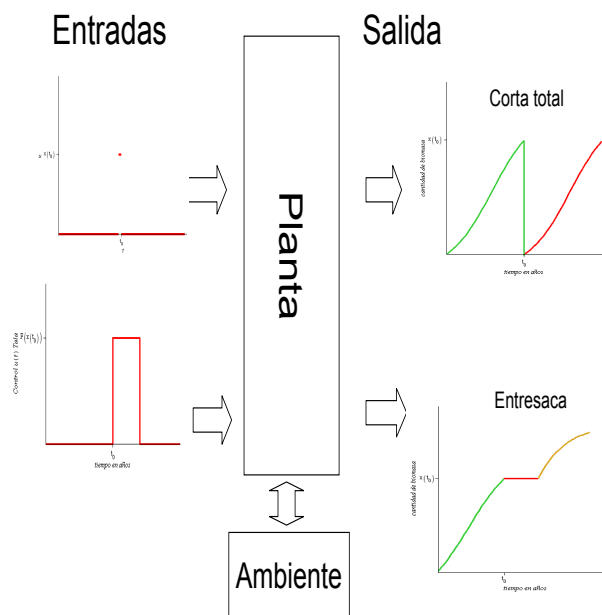 Entradas
Salida
Corta total
u x(t₀)
t₀
τ
x(t₀)
cantidad de biomasa
t₀
tiempo en años
Planta
Control u(t) Tala
t₀
tiempo en años
Entresaca
x(t₀)
cantidad de biomasa
t₀
tiempo en años
Ambiente